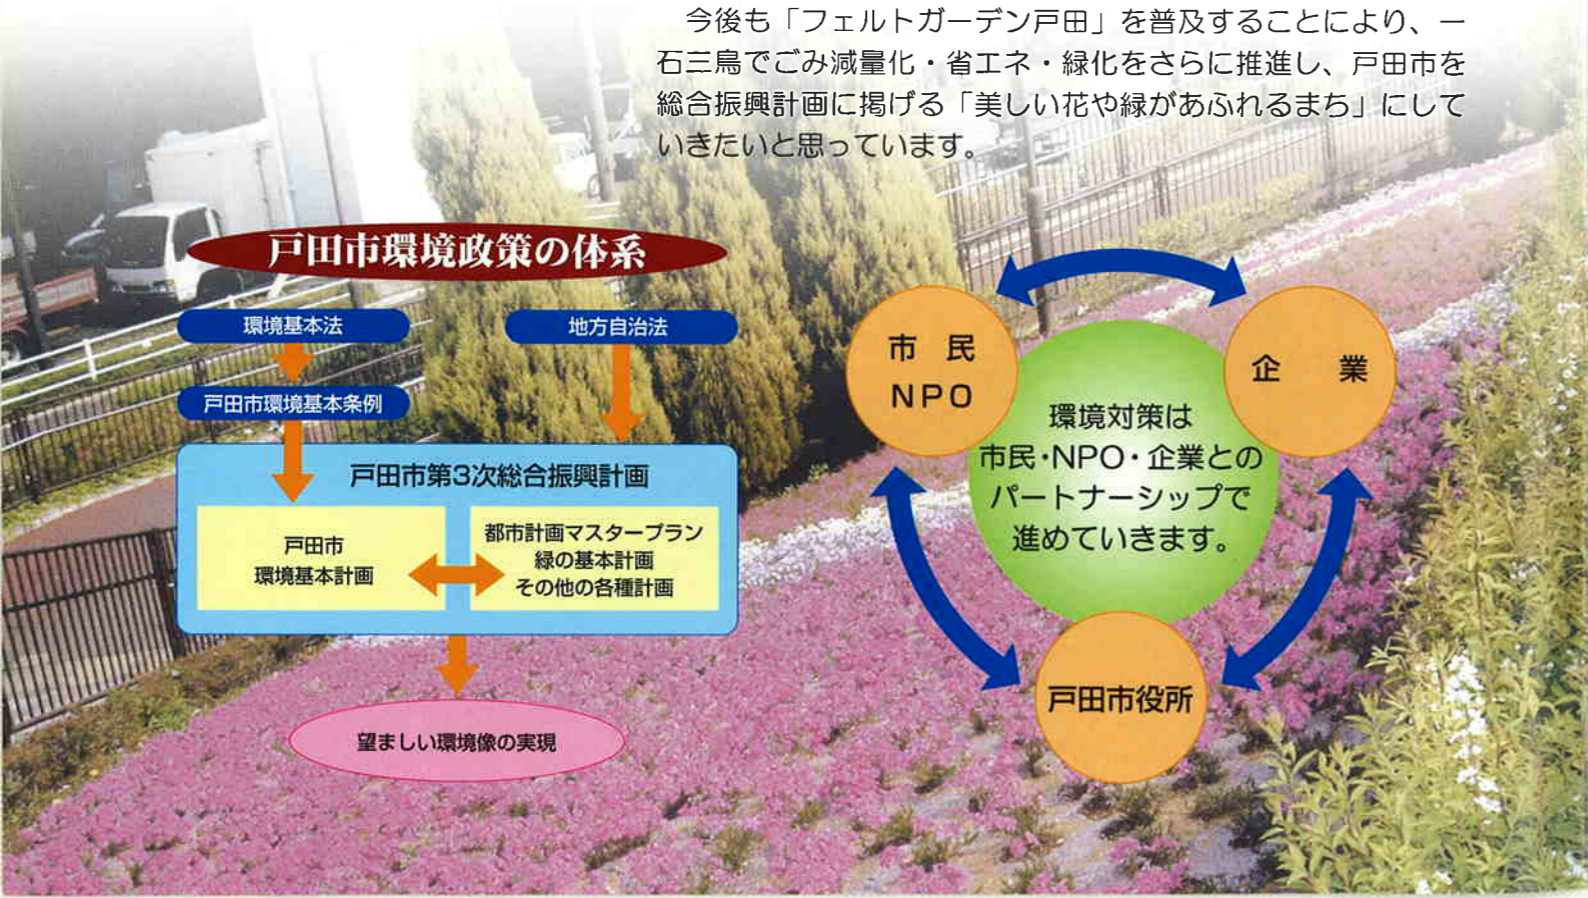 今後も「フェルトガーデン戸田」を普及することにより、一
石三鳥でごみ減量化・省エネ・緑化をさらに推進し、戸田市を
総合振興計画に掲げる「美しい花や緑があふれるまち」にして
いきたいと思っています。
戸田市環境政策の体系
環境基本法
地方自治法
戸田市環境基本条例
戸田市第3次総合振興計画
戸田市
環境基本計画
都市計画マスタープラン
緑の基本計画
その他の各種計画
望ましい環境像の実現
市民
NPO
企業
環境対策は
市民・NPO・企業との
パートナーシップで
進めていきます。
戸田市役所